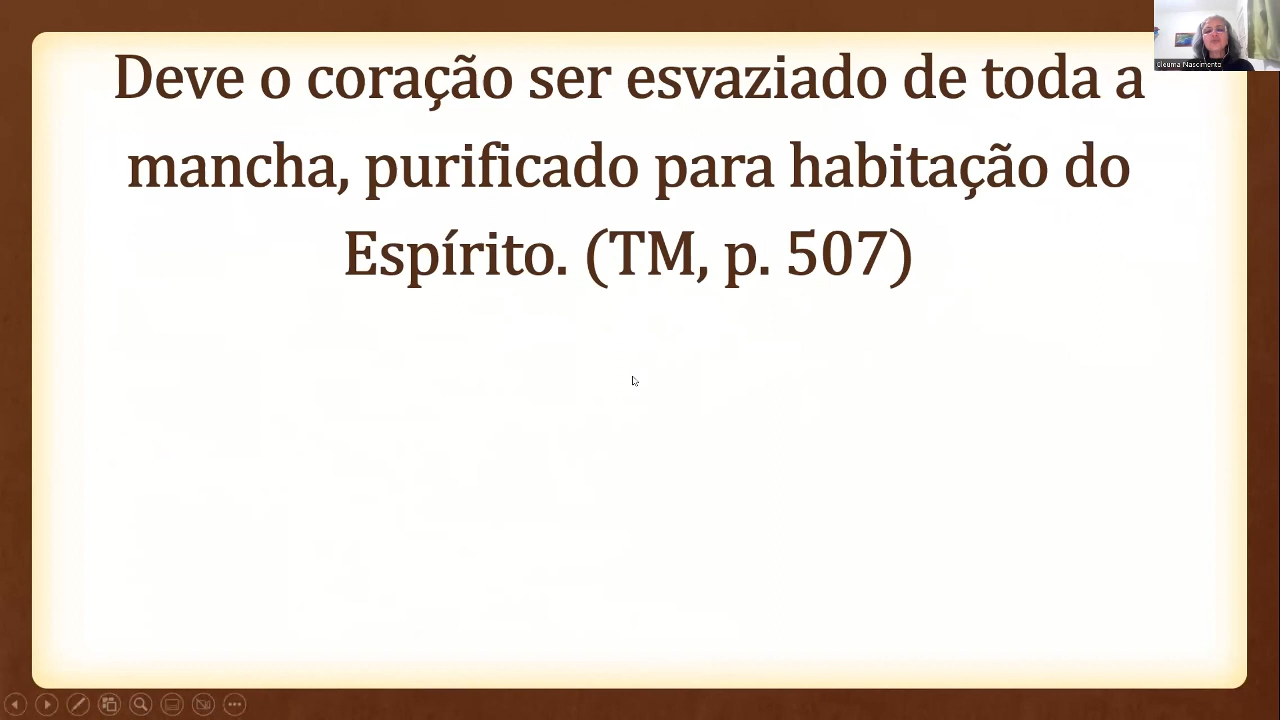 Deve o coração ser esvaziado de toda a
mancha, purificado para habitação do
Espírito. (TM, p. 507)
Cleuma Nascimento